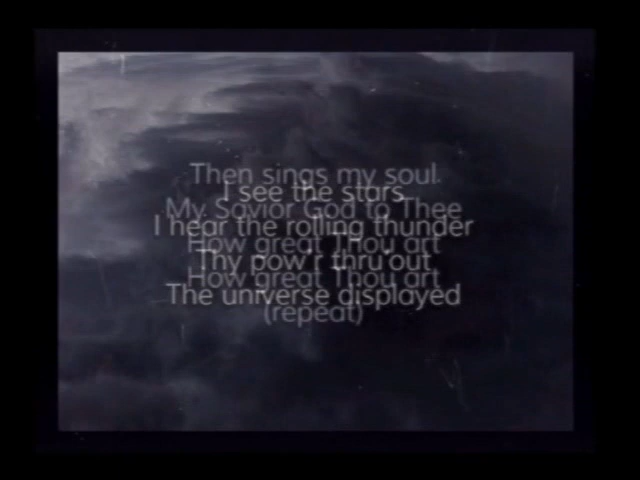 Then sings my soul
I see the stars
My Savior God to Thee
I hear the rolling thunder
How great Thou art
Thy pow'r thru'out
How great Thou art
The universe displayed
(repeat)